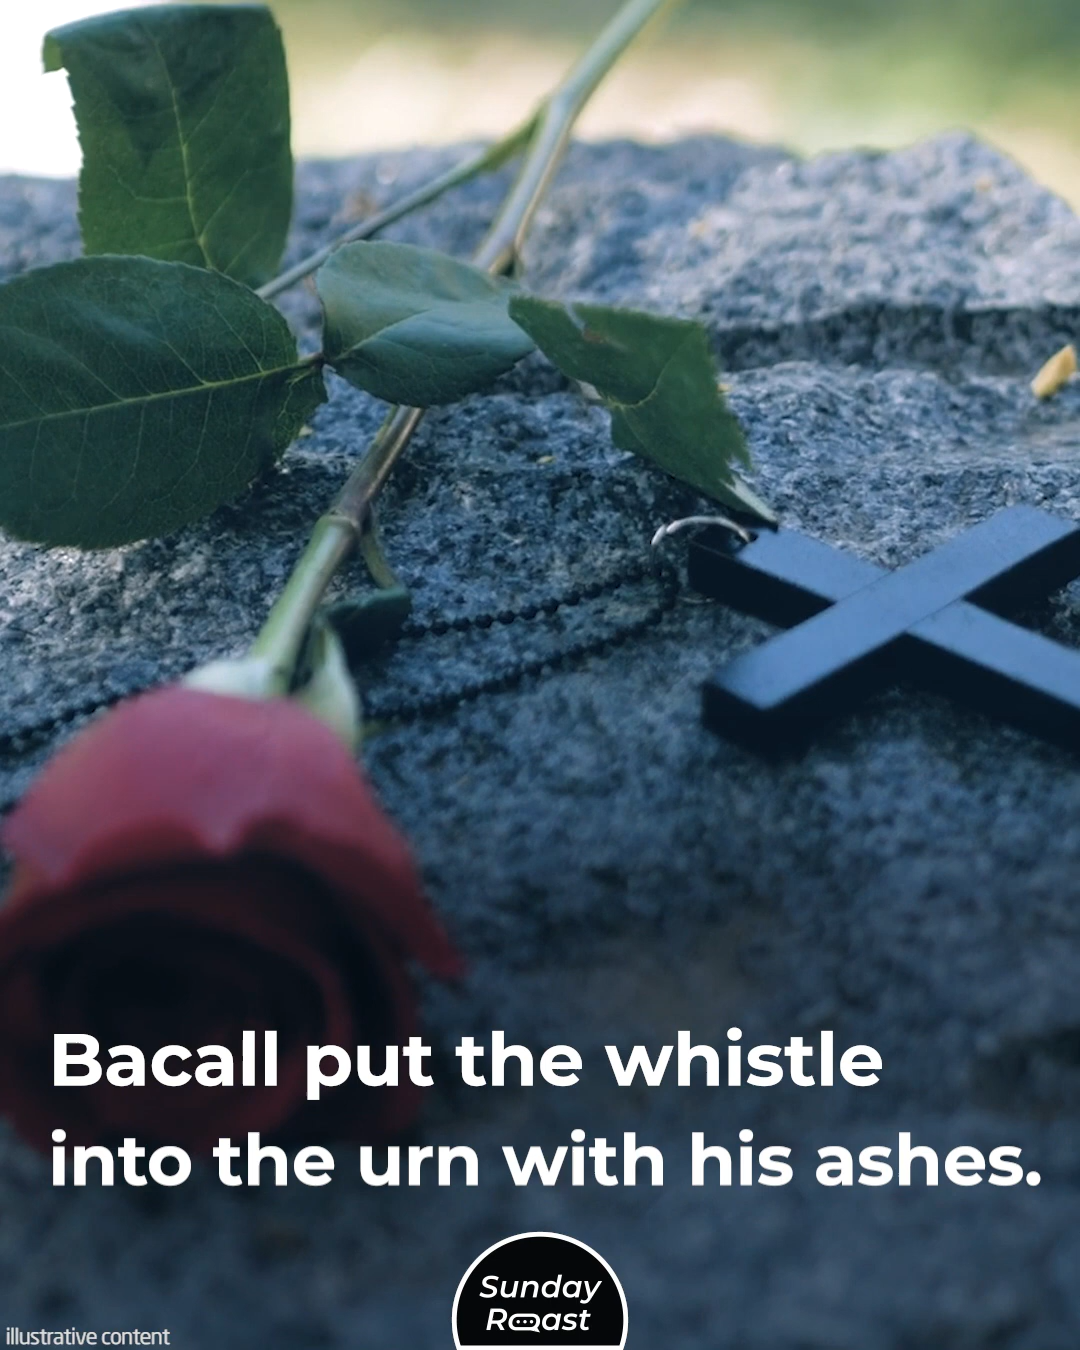 Bacall put the whistle
into the urn with his ashes.
Sunday
Roast
illustrative content